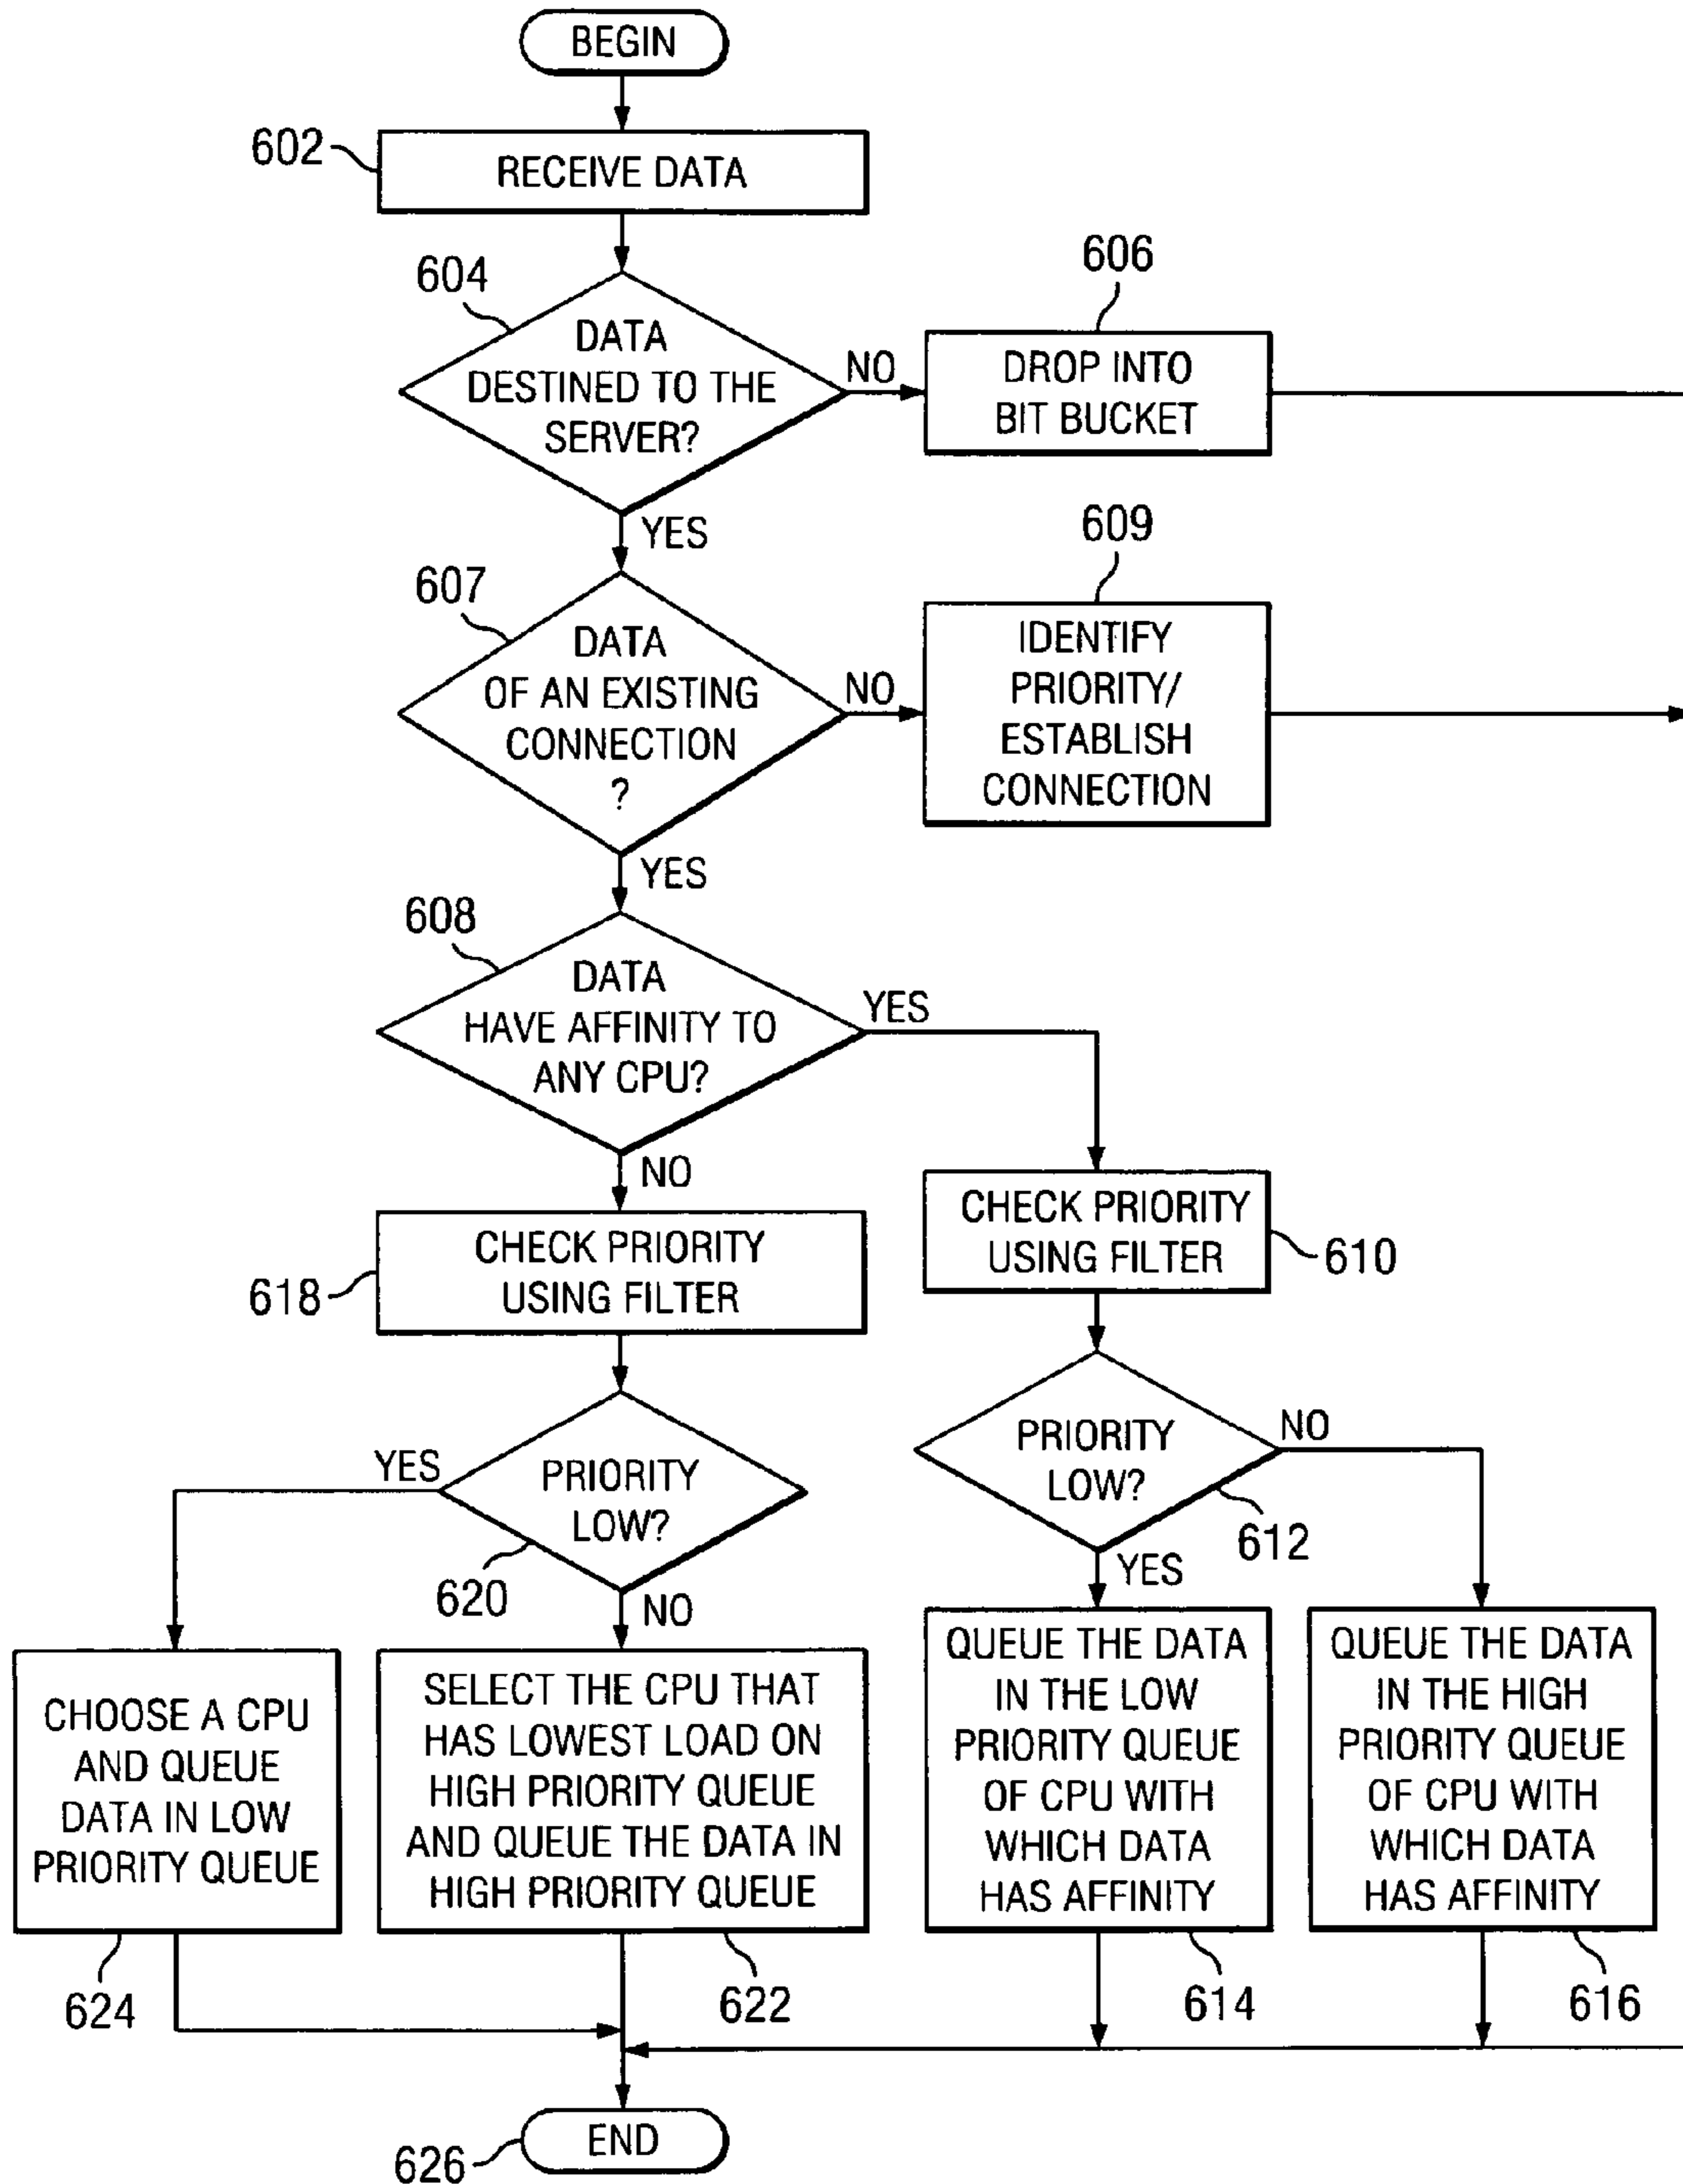 BEGIN
602
RECEIVE DATA
604
DATA
DESTINED TO THE
SERVER?
NO
606
DROP INTO
BIT BUCKET
YES
607
DATA
OF AN EXISTING
CONNECTION
?
NO
609
IDENTIFY
PRIORITY/
ESTABLISH
CONNECTION
YES
608
DATA
HAVE AFFINITY TO
ANY CPU?
YES
NO
618
CHECK PRIORITY
USING FILTER
CHECK PRIORITY
USING FILTER
610
YES
PRIORITY
LOW?
620
NO
PRIORITY
LOW?
NO
612
YES
CHOOSE A CPU
AND QUEUE
DATA IN LOW
PRIORITY QUEUE
624
SELECT THE CPU THAT
HAS LOWEST LOAD ON
HIGH PRIORITY QUEUE
AND QUEUE THE DATA IN
HIGH PRIORITY QUEUE
622
QUEUE THE DATA
IN THE LOW
PRIORITY QUEUE
OF CPU WITH
WHICH DATA
HAS AFFINITY
614
QUEUE THE DATA
IN THE HIGH
PRIORITY QUEUE
OF CPU WITH
WHICH DATA
HAS AFFINITY
616
END
626